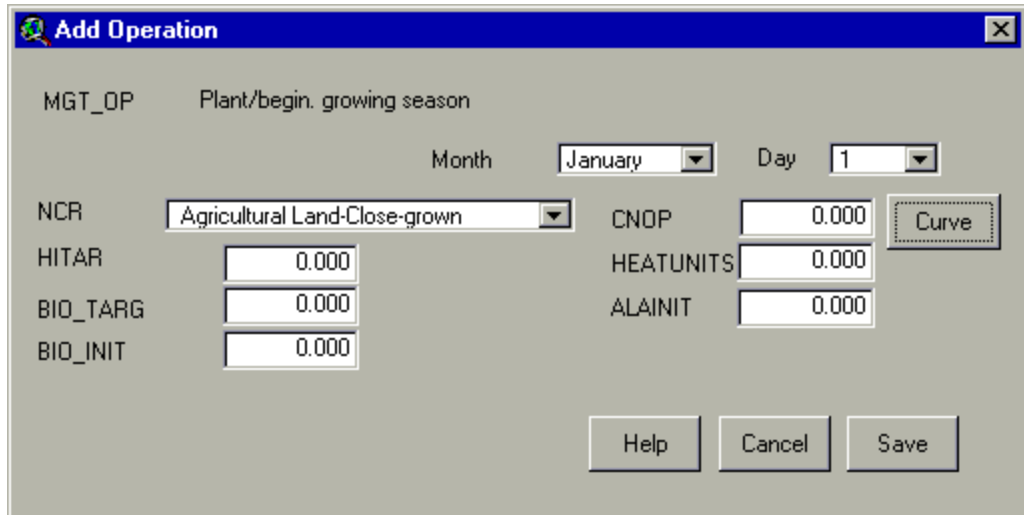 Add Operation
MGT_OP Plant/begin. growing season
Month January Day 1
NCR Agricultural Land-Close-grown CNOP 0.000 Curve
HITAR 0.000 HEATUNITS 0.000
BIO_TARG 0.000 ALAINIT 0.000
BIO_INIT 0.000
Help Cancel Save